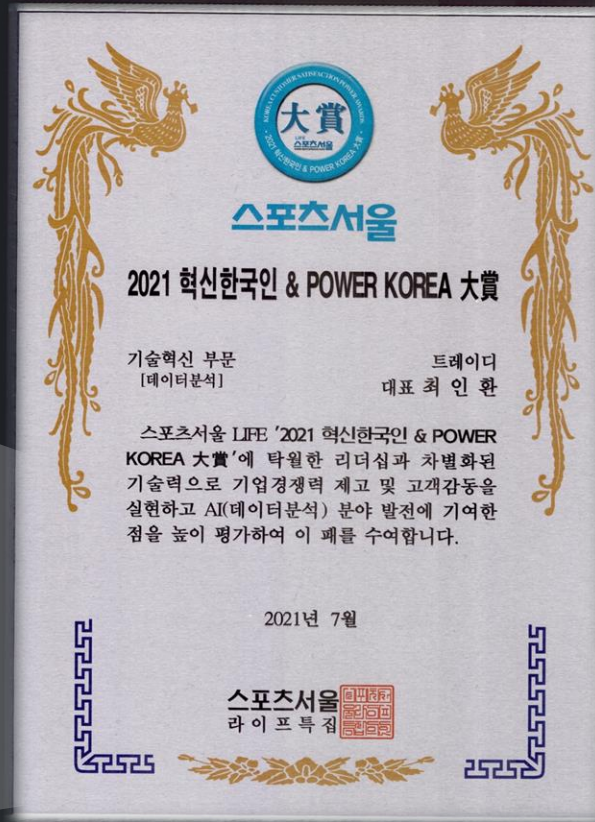 KOREA CUSTOMER SATISFACTION POWER AWARDS
大賞
LIFE
스포츠서울
2021 혁신한국인 & POWER KOREA 大賞
스포츠서울
2021 혁신한국인 & POWER KOREA 大賞
기술혁신 부문
[데이터분석]
트레이디
대표 최 인 환
스포츠서울 LIFE '2021 혁신한국인 & POWER
KOREA 大賞'에 탁월한 리더십과 차별화된
기술력으로 기업경쟁력 제고 및 고객감동을
실현하고 AI(데이터분석) 분야 발전에 기여한
점을 높이 평가하여 이 패를 수여합니다.
2021년 7월
스포츠서울
라이프특집